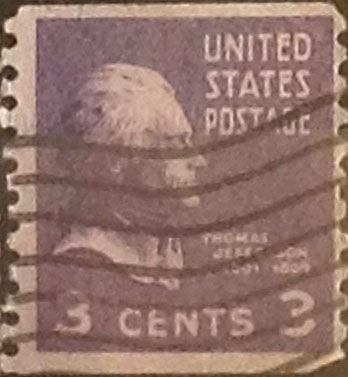 UNITED
STATES
POSTAGE
THOMAS
JEFFERSON
1801 1809
3 CENTS 3